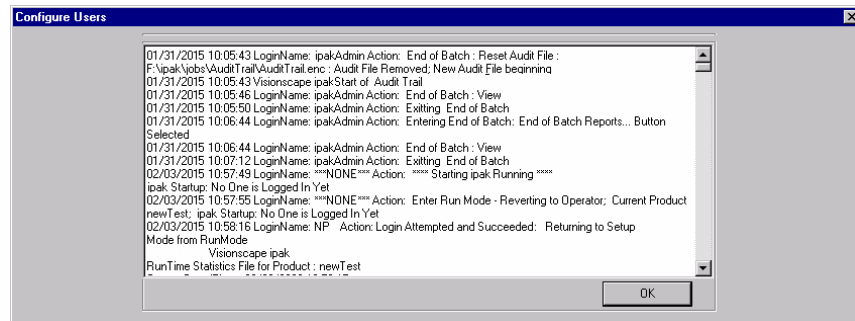 Configure Users
01/31/2015 10:05:43 LoginName: ipakAdmin Action: End of Batch : Reset Audit File :
F:\ipak\jobs\AuditTrail\AuditTrail.enc : Audit File Removed; New Audit File beginning
01/31/2015 10:05:43 Visionscape ipakStart of Audit Trail
01/31/2015 10:05:46 LoginName: ipakAdmin Action: End of Batch : View
01/31/2015 10:05:50 LoginName: ipakAdmin Action: Exitting End of Batch
01/31/2015 10:06:44 LoginName: ipakAdmin Action: Entering End of Batch: End of Batch Reports... Button
Selected
01/31/2015 10:06:44 LoginName: ipakAdmin Action: End of Batch : View
01/31/2015 10:07:12 LoginName: ipakAdmin Action: Exitting End of Batch
02/03/2015 10:57:49 LoginName: ***NONE*** Action: **** Starting ipak Running ****
ipak Startup: No One is Logged In Yet
02/03/2015 10:57:55 LoginName: ***NONE*** Action: Enter Run Mode - Reverting to Operator; Current Product
newTest; ipak Startup: No One is Logged In Yet
02/03/2015 10:58:16 LoginName: NP Action: Login Attempted and Succeeded: Returning to Setup
Mode from RunMode
Visionscape ipak
RunTime Statistics File for Product : newTest
OK